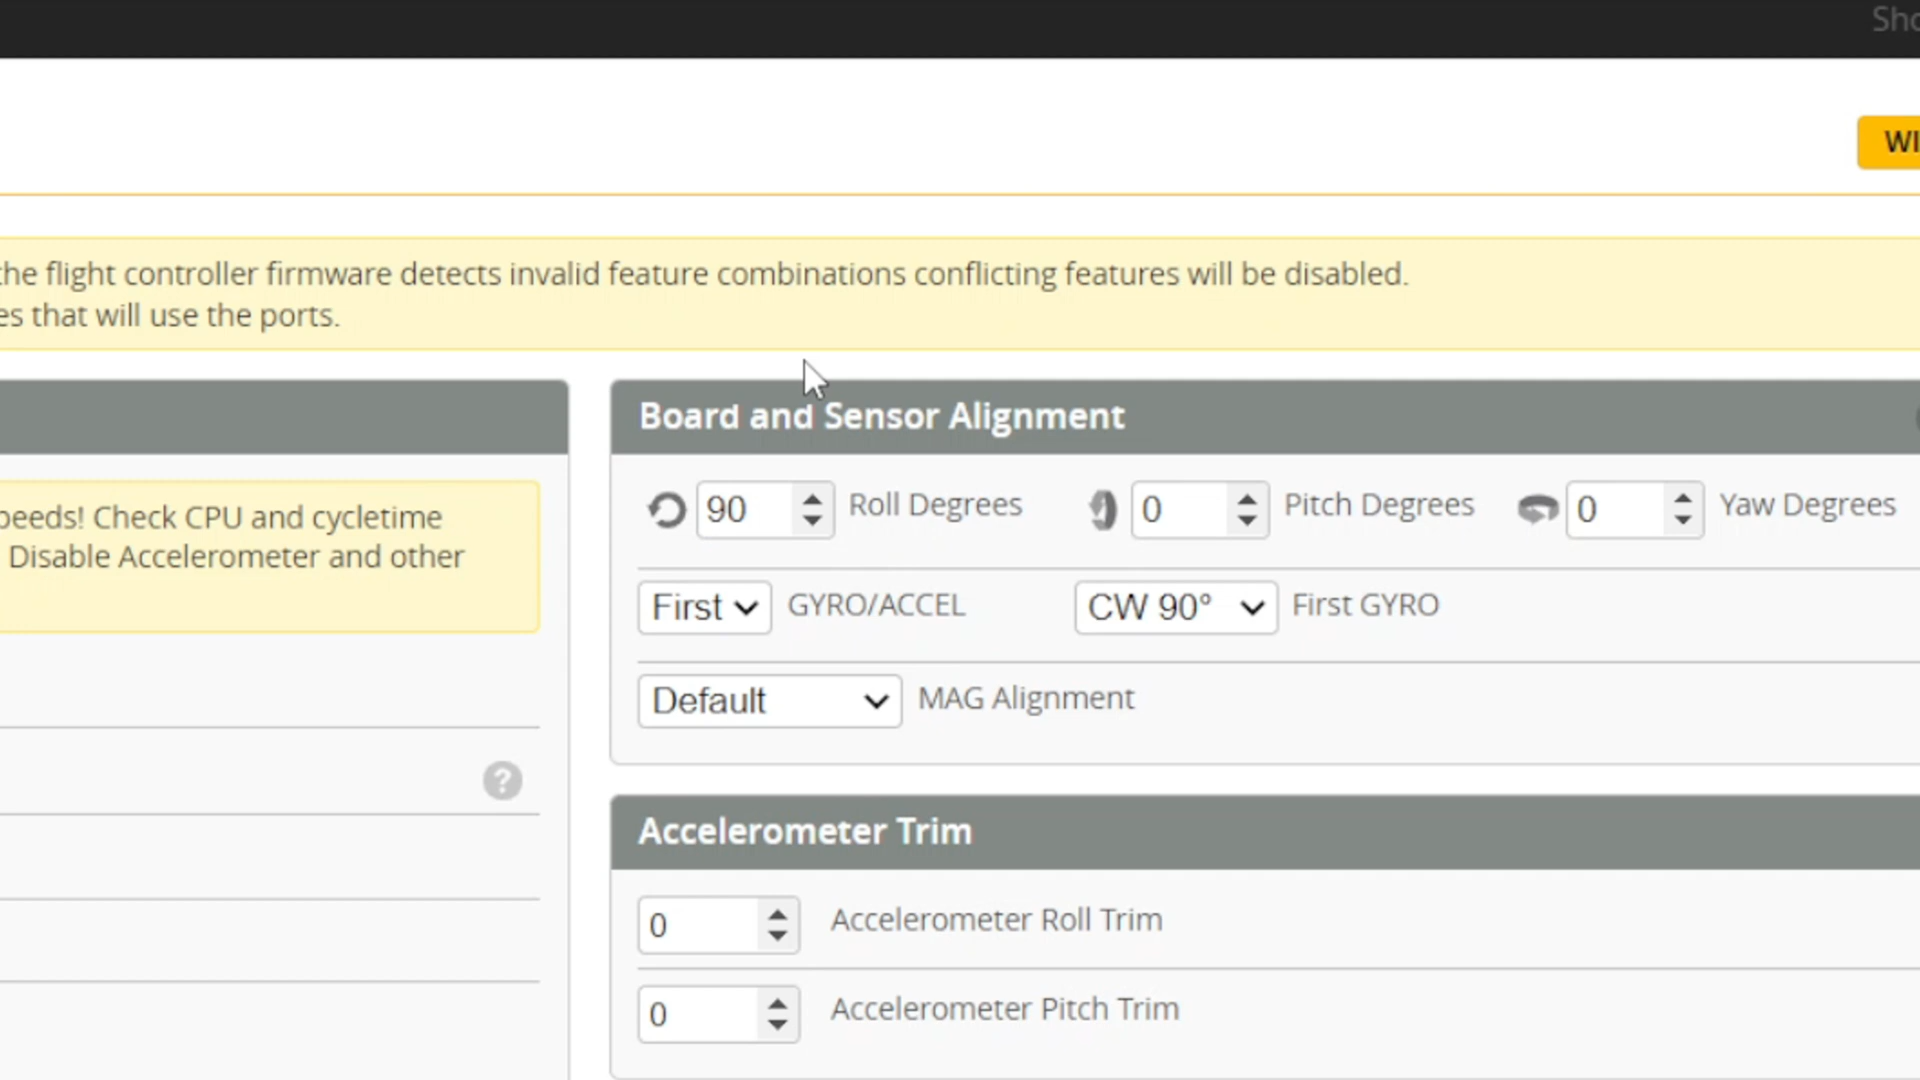 Sho
WI
the flight controller firmware detects invalid feature combinations conflicting features will be disabled.
es that will use the ports.
Board and Sensor Alignment
peeds! Check CPU and cycletime
Disable Accelerometer and other
90 Roll Degrees 0 Pitch Degrees 0 Yaw Degrees
First GYRO/ACCEL CW 90° First GYRO
Default MAG Alignment
?
Accelerometer Trim
0 Accelerometer Roll Trim
0 Accelerometer Pitch Trim